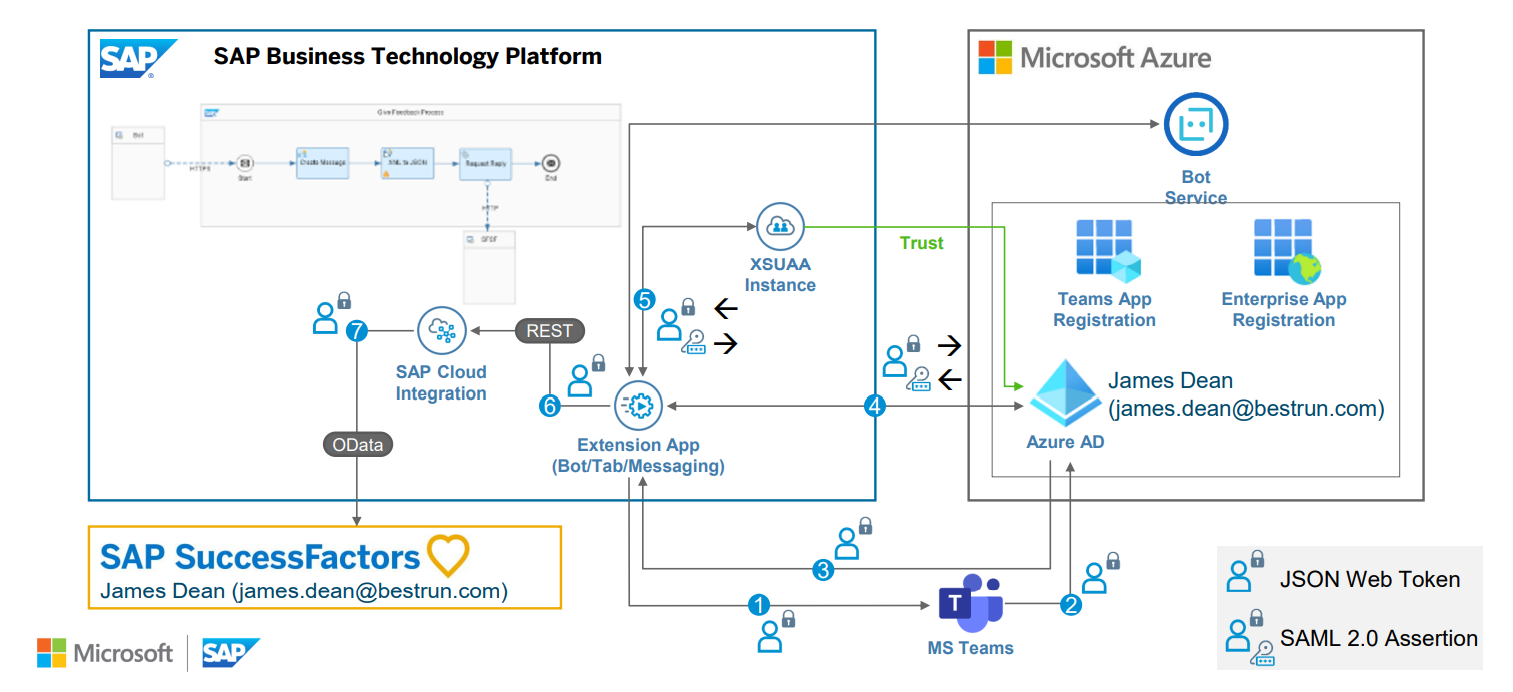 SAP
SAP Business Technology Platform
Microsoft Azure
SAP
Give Feedback Process
Bot
HTTPS
Start
Create Message
XML to JSON
Request Reply
End
HTTP
SFSF
Bot
Service
XSUAA
Instance
Trust
Teams App
Registration
Enterprise App
Registration
5
7
REST
SAP Cloud
Integration
6
4
James Dean
(james.dean@bestrun.com)
Azure AD
OData
Extension App
(Bot/Tab/Messaging)
SAP SuccessFactors
James Dean (james.dean@bestrun.com)
3
1
T
2
MS Teams
JSON Web Token
SAML 2.0 Assertion
Microsoft
SAP